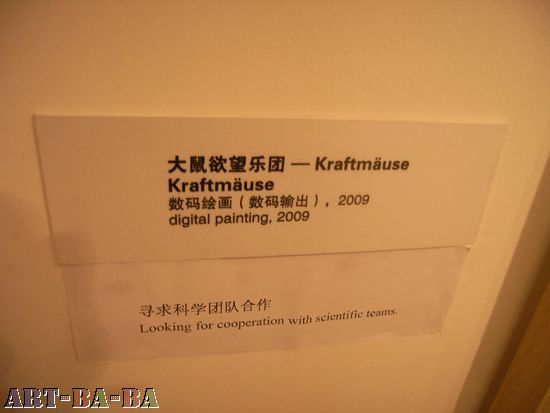 大鼠欲望乐团 — Kraftmäuse
Kraftmäuse
数码绘画（数码输出），2009
digital painting, 2009
寻求科学团队合作
Looking for cooperation with scientific teams.
ART-BA-BA